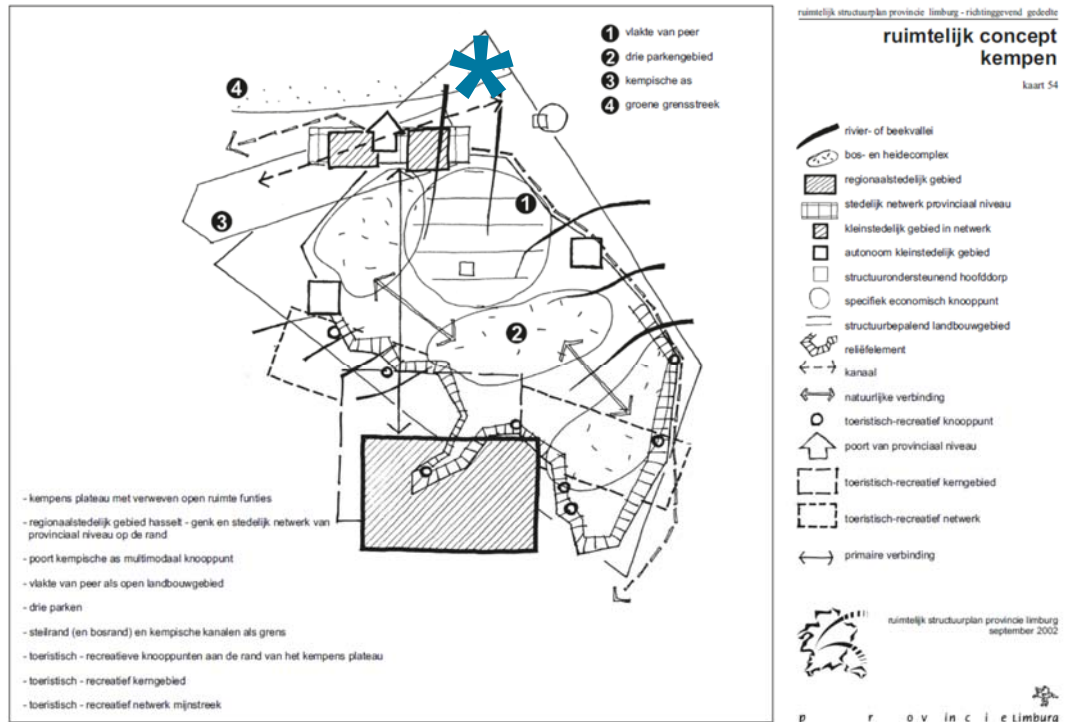 1 vlakte van peer
2 drie parkengebied
3 kempische as
4 groene grensstreek
4
3
1
2
- kempens plateau met verweven open ruimte funties
- regionaalstedelijk gebied hasselt - genk en stedelijk netwerk van
provinciaal niveau op de rand
- poort kempische as multimodaal knooppunt
- vlakte van peer als open landbouwgebied
- drie parken
- steilrand (en bosrand) en kempische kanalen als grens
- toeristisch - recreatieve knooppunten aan de rand van het kempens plateau
- toeristisch - recreatief kerngebied
- toeristisch - recreatief netwerk mijnstreek
ruimtelijk structuurplan provincie limburg - richtinggevend gedeelte
ruimtelijk concept
kempen
kaart 54
rivier- of beekvallei
bos- en heidecomplex
regionaalstedelijk gebied
stedelijk netwerk provinciaal niveau
kleinstedelijk gebied in netwerk
autonoom kleinstedelijk gebied
structuurondersteunend hoofddorp
specifiek economisch knooppunt
structuurbepalend landbouwgebied
reliëfelement
kanaal
natuurlijke verbinding
toeristisch-recreatief knooppunt
poort van provinciaal niveau
toeristisch-recreatief kerngebied
toeristisch-recreatief netwerk
primaire verbinding
ruimtelijk structuurplan provincie limburg
september 2002
provincie Limburg